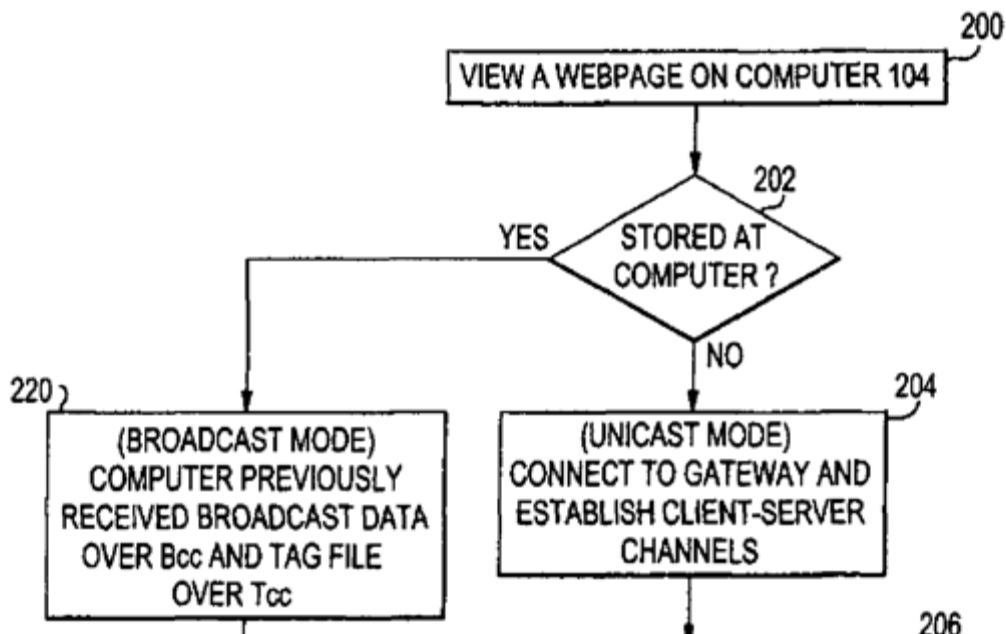 200
VIEW A WEBPAGE ON COMPUTER 104
202
STORED AT
COMPUTER ?
YES
NO
220
(BROADCAST MODE)
COMPUTER PREVIOUSLY
RECEIVED BROADCAST DATA
OVER Bcc AND TAG FILE
OVER Tcc
204
(UNICAST MODE)
CONNECT TO GATEWAY AND
ESTABLISH CLIENT-SERVER
CHANNELS
206